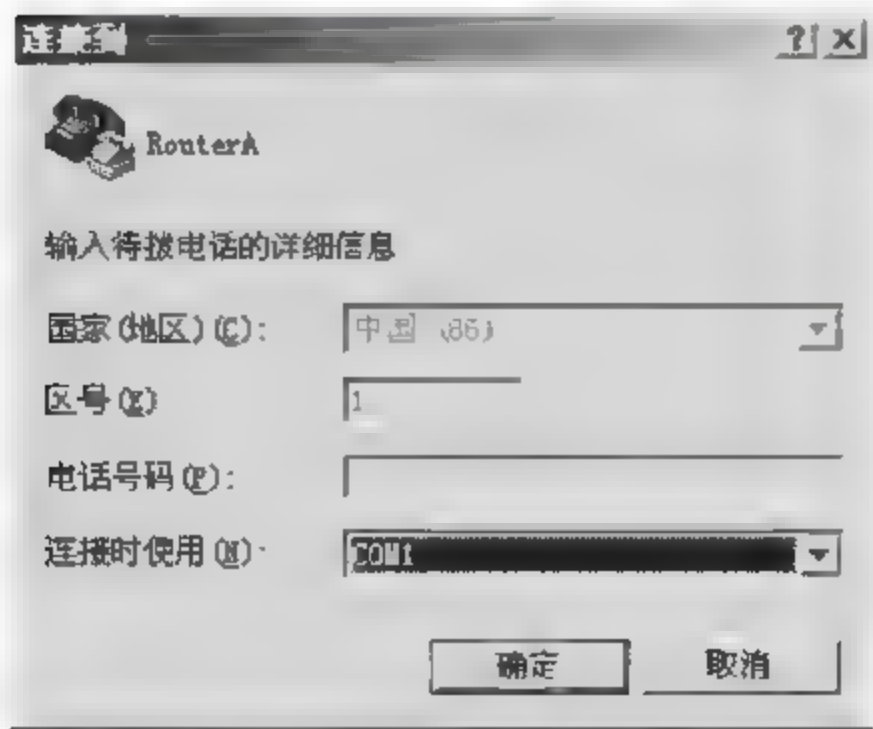 连接到
RouterA
输入待拨电话的详细信息
国家(地区)(C): 中国 (86)
区号(E) 1
电话号码(P):
连接时使用(N): COM1
确定 取消